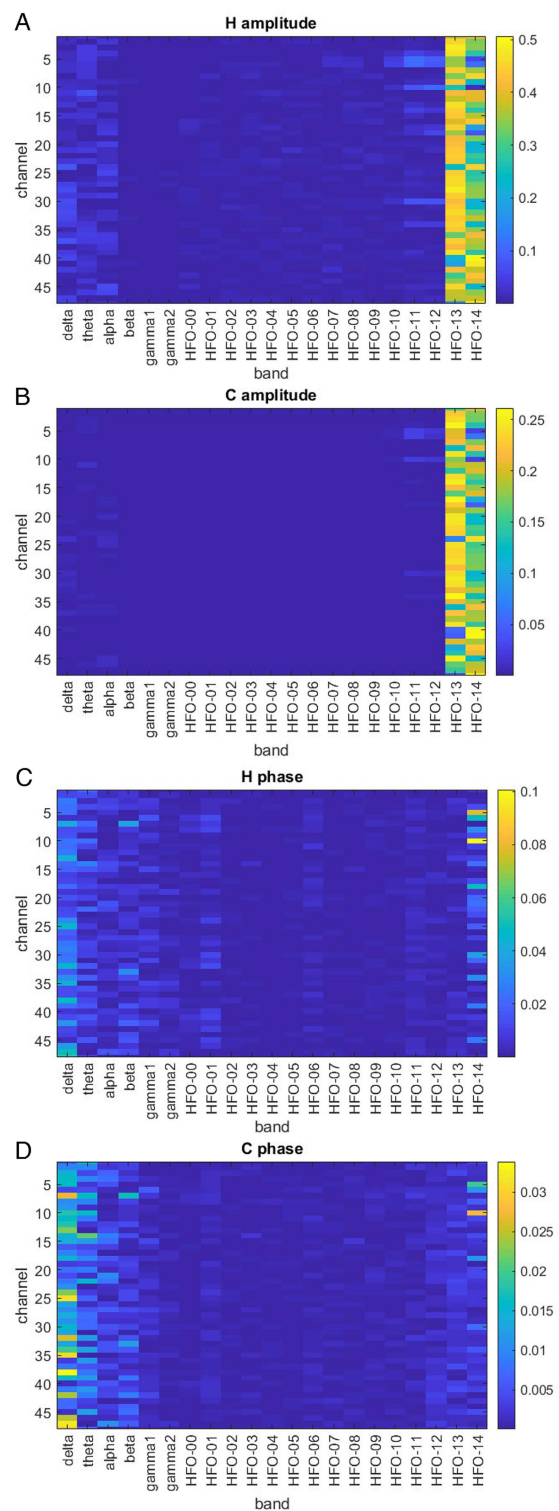 A
H amplitude
channel
5
10
15
20
25
30
35
40
45
0.5
0.4
0.3
0.2
0.1
delta
theta
alpha
beta
gamma1
gamma2
HFO-00
HFO-01
HFO-02
HFO-03
HFO-04
HFO-05
HFO-06
HFO-07
HFO-08
HFO-09
HFO-10
HFO-11
HFO-12
HFO-13
HFO-14
band
B
C amplitude
channel
5
10
15
20
25
30
35
40
45
0.25
0.2
0.15
0.1
0.05
delta
theta
alpha
beta
gamma1
gamma2
HFO-00
HFO-01
HFO-02
HFO-03
HFO-04
HFO-05
HFO-06
HFO-07
HFO-08
HFO-09
HFO-10
HFO-11
HFO-12
HFO-13
HFO-14
band
C
H phase
channel
5
10
15
20
25
30
35
40
45
0.1
0.08
0.06
0.04
0.02
delta
theta
alpha
beta
gamma1
gamma2
HFO-00
HFO-01
HFO-02
HFO-03
HFO-04
HFO-05
HFO-06
HFO-07
HFO-08
HFO-09
HFO-10
HFO-11
HFO-12
HFO-13
HFO-14
band
D
C phase
channel
5
10
15
20
25
30
35
40
45
0.03
0.025
0.02
0.015
0.01
0.005
delta
theta
alpha
beta
gamma1
gamma2
HFO-00
HFO-01
HFO-02
HFO-03
HFO-04
HFO-05
HFO-06
HFO-07
HFO-08
HFO-09
HFO-10
HFO-11
HFO-12
HFO-13
HFO-14
band